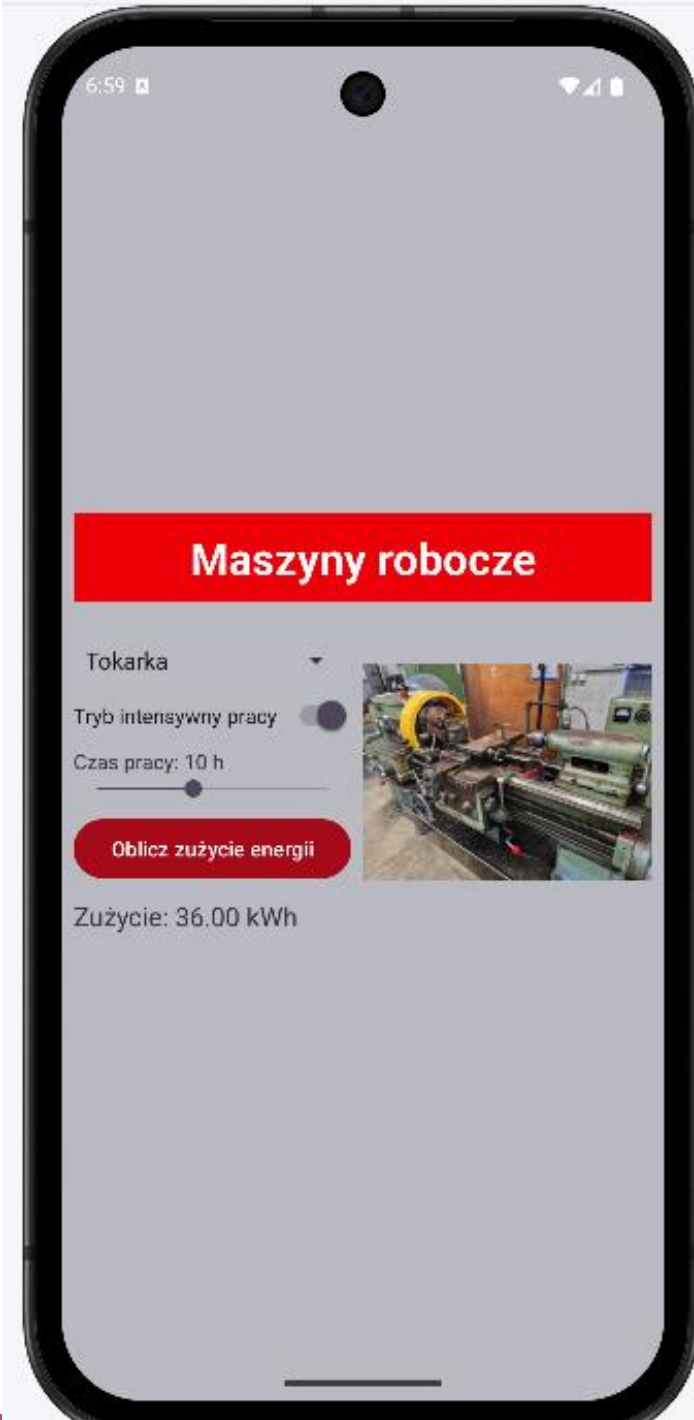 6:59
Maszyny robocze
Tokarka
Tryb intensywny pracy
Czas pracy: 10 h
Oblicz zużycie energii
Zużycie: 36.00 kWh